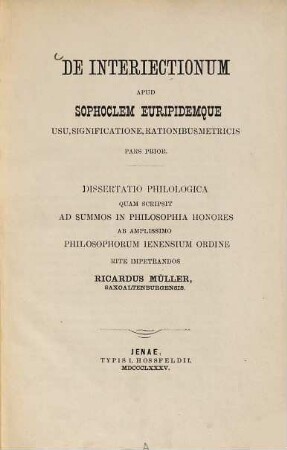 DE INTERIECTIONUM
APUD
SOPHOCLEM EURIPIDEMQUE
USU, SIGNIFICATIONE, RATIONIBUS METRICIS
PARS PRIOR.
DISSERTATIO PHILOLOGICA
QUAM SCRIPSIT
AD SUMMOS IN PHILOSOPHIA HONORES
AB AMPLISSIMO
PHILOSOPHORUM IENENSIUM ORDINE
RITE IMPETRANDOS
RICARDUS MÜLLER,
SAXOALTENBURGENSIS.
JENAE,
TYPIS I. HOSSFELDII.
MDCCCLXXXV.